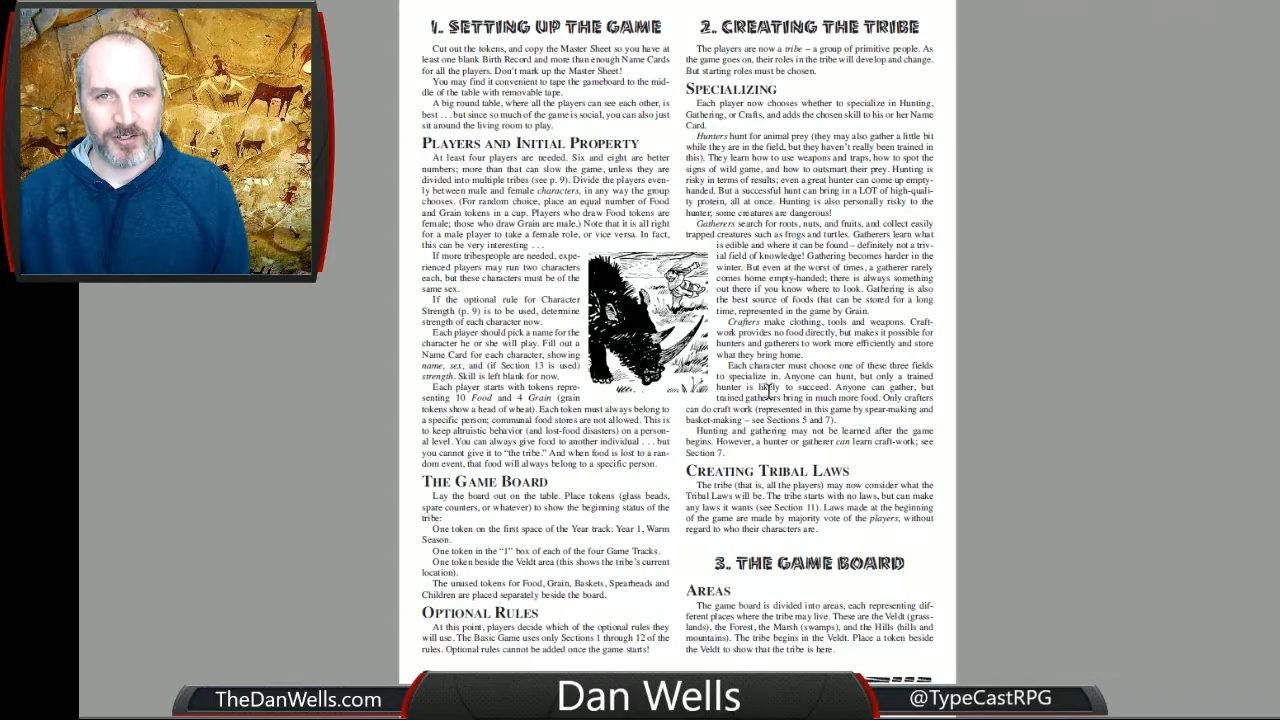 1. SETTING UP THE GAME
Cut out the tokens, and copy the Master Sheet so you have at
least one blank Birth Record and more than enough Name Cards
for all the players. Don't mark up the Master Sheet!
You may find it convenient to tape the gameboard to the mid-
dle of the table with removable tape.
A big round table, where all the players can see each other, is
best . . . but since so much of the game is social, you can also just
sit around the living room to play.
PLAYERS AND INITIAL PROPERTY
At least four players are needed. Six and eight are better
numbers; more than that can slow the game, unless they are
divided into multiple tribes (see p. 9). Divide the players even-
ly between male and female characters, in any way the group
chooses. (For random choice, place an equal number of Food
and Grain tokens in a cup. Players who draw Food tokens are
female; those who draw Grain are male.) Note that it is all right
for a male player to take a female role, or vice versa. In fact,
this can be very interesting . . .
If more tribespeople are needed, expe-
rienced players may run two characters
each, but these characters must be of the
same sex.
If the optional rule for Character
Strength (p. 9) is to be used, determine
strength of each character now.
Each player should pick a name for the
character he or she will play. Fill out a
Name Card for each character, showing
name, sex, and (if Section 13 is used)
strength. Skill is left blank for now.
Each player starts with tokens repre-
senting 10 Food and 4 Grain (grain
tokens show a head of wheat). Each token must always belong to
a specific person; communal food stores are not allowed. This is
to keep altruistic behavior (and lost-food disasters) on a person-
al level. You can always give food to another individual . . . but
you cannot give it to "the tribe." And when food is lost to a ran-
dom event, that food will always belong to a specific person.
THE GAME BOARD
Lay the board out on the table. Place tokens (glass beads,
spare counters, or whatever) to show the beginning status of the
tribe:
One token on the first space of the Year track: Year 1, Warm
Season.
One token in the "1" box of each of the four Game Tracks.
One token beside the Veldt area (this shows the tribe's current
location).
The unused tokens for Food, Grain, Baskets, Spearheads and
Children are placed separately beside the board.
OPTIONAL RULES
At this point, players decide which of the optional rules they
will use. The Basic Game uses only Sections 1 through 12 of the
rules. Optional rules cannot be added once the game starts!
2. CREATING THE TRIBE
The players are now a tribe – a group of primitive people. As
the game goes on, their roles in the tribe will develop and change.
But starting roles must be chosen.
SPECIALIZING
Each player now chooses whether to specialize in Hunting,
Gathering, or Crafts, and adds the chosen skill to his or her Name
Card.
Hunters hunt for animal prey (they may also gather a little bit
while they are in the field, but they haven't really been trained in
this). They learn how to use weapons and traps, how to spot the
signs of wild game, and how to outsmart their prey. Hunting is
risky in terms of results; even a great hunter can come up empty-
handed. But a successful hunt can bring in a LOT of high-quali-
ty protein, all at once. Hunting is also personally risky to the
hunter; some creatures are dangerous!
Gatherers search for roots, nuts, and fruits, and collect easily
trapped creatures such as frogs and turtles. Gatherers learn what
is edible and where it can be found – definitely not a triv-
ial field of knowledge! Gathering becomes harder in the
winter. But even at the worst of times, a gatherer rarely
comes home empty-handed; there is always something
out there if you know where to look. Gathering is also
the best source of foods that can be stored for a long
time, represented in the game by Grain.
Crafters make clothing, tools and weapons. Craft-
work provides no food directly, but makes it possible for
hunters and gatherers to work more efficiently and store
what they bring home.
Each character must choose one of these three fields
to specialize in. Anyone can hunt, but only a trained
hunter is likely to succeed. Anyone can gather, but
trained gatherers bring in much more food. Only crafters
can do craft work (represented in this game by spear-making and
basket-making – see Sections 5 and 7).
Hunting and gathering may not be learned after the game
begins. However, a hunter or gatherer can learn craft-work; see
Section 7.
CREATING TRIBAL LAWS
The tribe (that is, all the players) may now consider what the
Tribal Laws will be. The tribe starts with no laws, but can make
any laws it wants (see Section 11). Laws made at the beginning
of the game are made by majority vote of the players, without
regard to who their characters are.
3. THE GAME BOARD
AREAS
The game board is divided into areas, each representing dif-
ferent places where the tribe may live. These are the Veldt (grass-
lands), the Forest, the Marsh (swamps), and the Hills (hills and
mountains). The tribe begins in the Veldt. Place a token beside
the Veldt to show that the tribe is here.
TheDanWells.com
Dan Wells
@TypeCastRPG